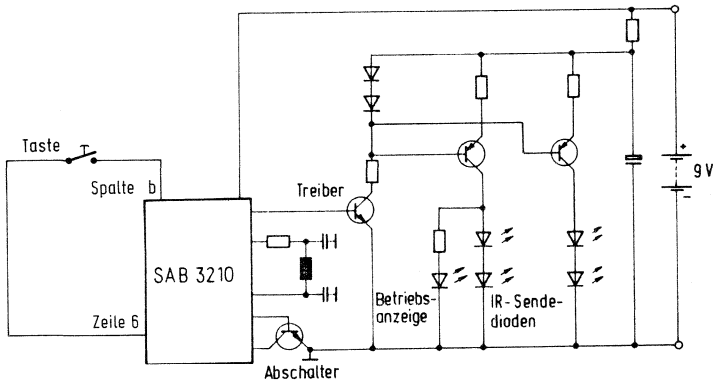 Taste
Spalte b
Treiber
SAB 3210
Zeile 6
Betriebs-
anzeige
IR-Sende-
dioden
Abschalter
+
9 V
-